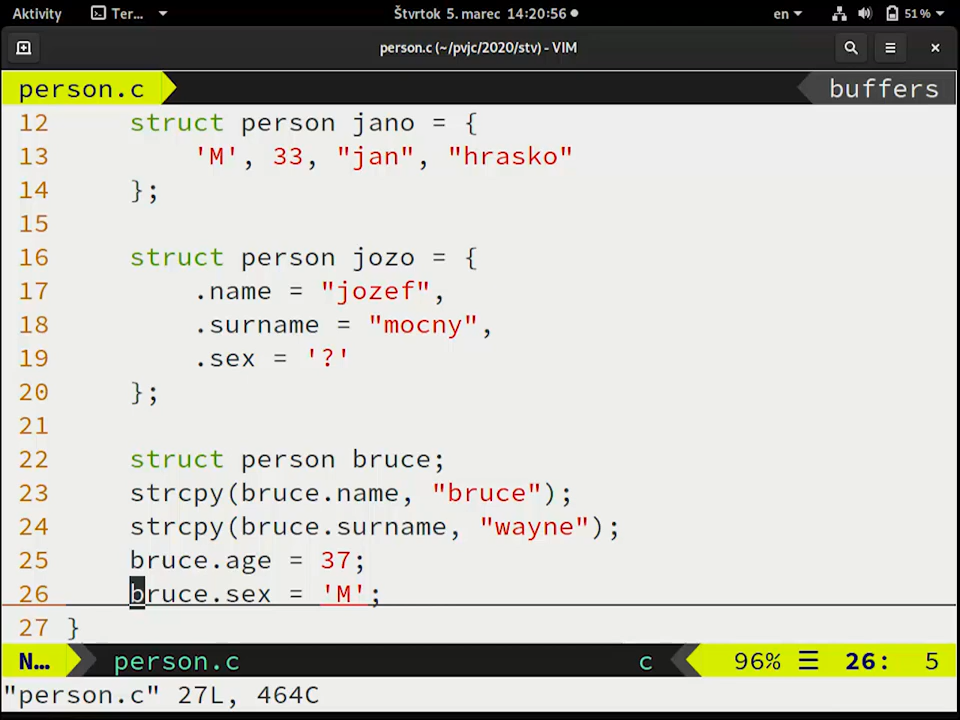 Aktivity Ter... Štvrtok 5. marec 14:20:56 en 51%
person.c (~/pvjc/2020/stv) - VIM
person.c buffers
12 struct person jano = {
13 'M', 33, "jan", "hrasko"
14 };
15
16 struct person jozo = {
17 .name = "jozef",
18 .surname = "mocny",
19 .sex = '?'
20 };
21
22 struct person bruce;
23 strcpy(bruce.name, "bruce");
24 strcpy(bruce.surname, "wayne");
25 bruce.age = 37;
26 bruce.sex = 'M';
27 }
N... person.c c 96% ☰ 26: 5
"person.c" 27L, 464C